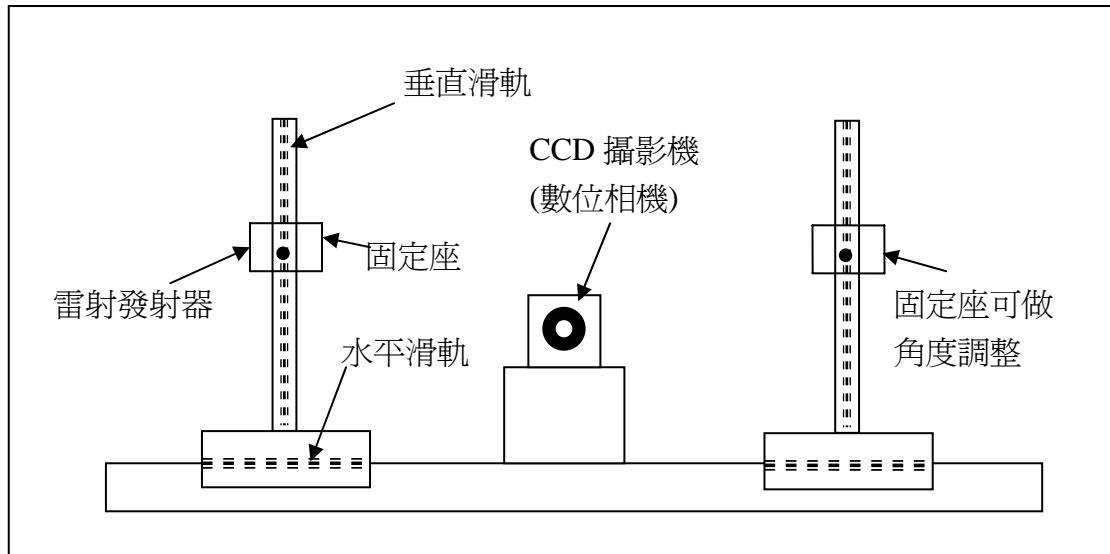 垂直滑軌
CCD 攝影機
(數位相機)
固定座
雷射發射器
固定座可做
角度調整
水平滑軌